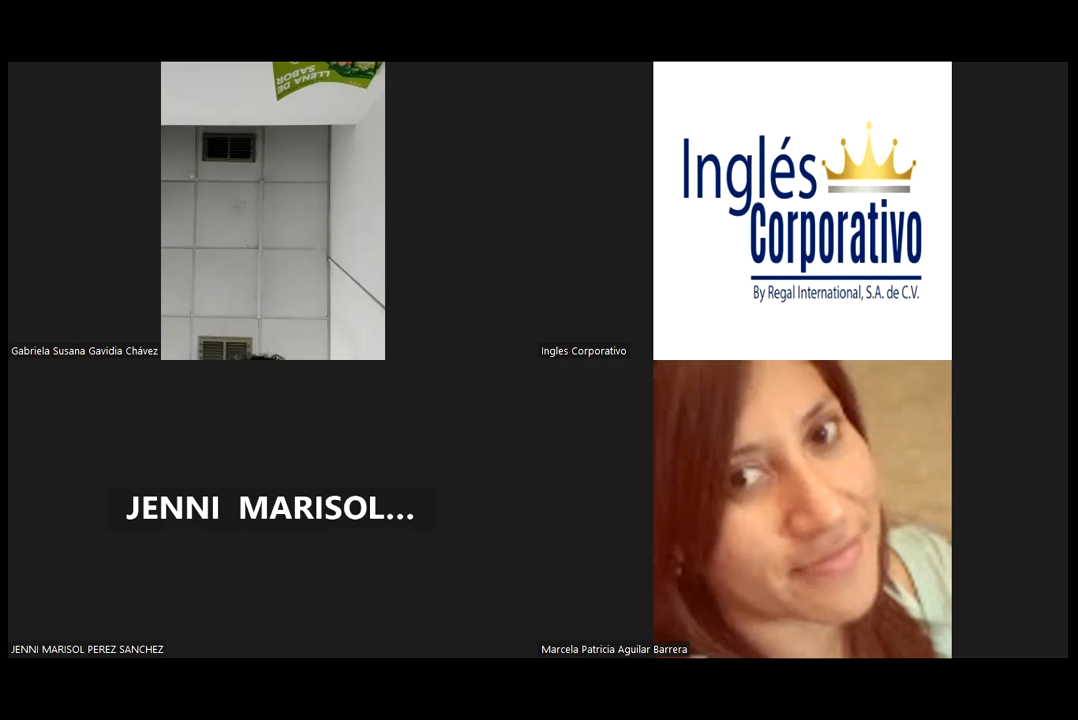 LLENA DE
SABOR
Gabriela Susana Gavidia Chávez
Inglés
Corporativo
By Regal International, S.A. de C.V.
Ingles Corporativo
JENNI MARISOL...
JENNI MARISOL PEREZ SANCHEZ
Marcela Patricia Aguilar Barrera